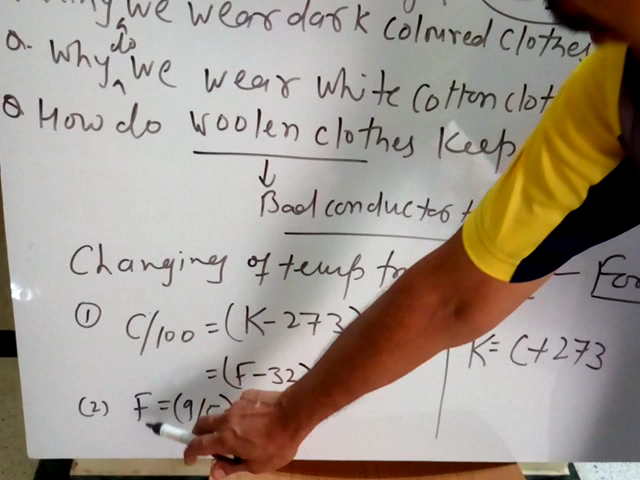 we wear dark coloured clothes
Q. Why do we wear white cotton clot
Q How do woolen clothes keep
↓
Bad conductor t
Changing of temp fr - For
① C/100 = (K-273)
= (F-32)
K = C+273
(2) F = (9/5)